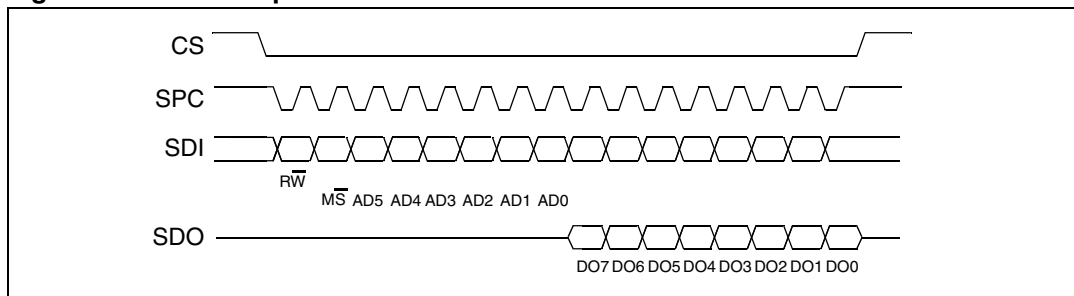 CS
SPC
SDI
RW̅
MS̅ AD5 AD4 AD3 AD2 AD1 AD0
SDO
DO7 DO6 DO5 DO4 DO3 DO2 DO1 DO0